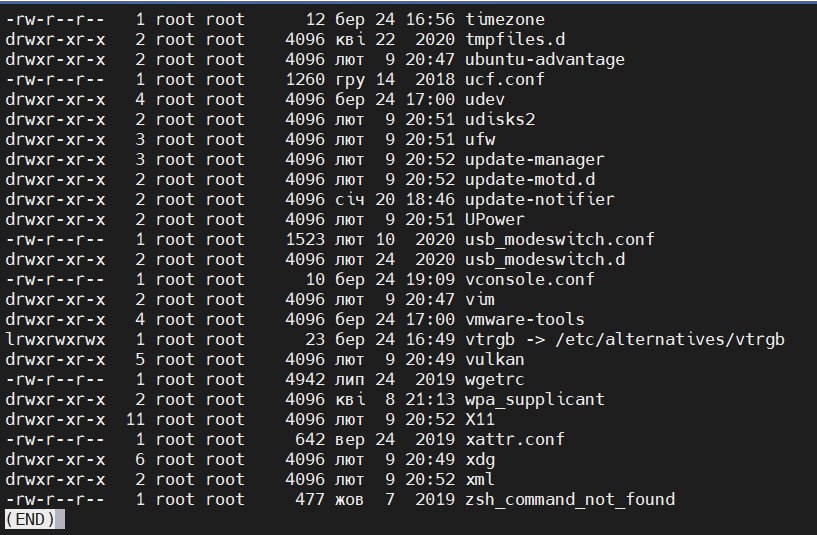 -rw-r--r--   1 root root      12 бер 24 16:56 timezone
drwxr-xr-x   2 root root    4096 кві 22  2020 tmpfiles.d
drwxr-xr-x   2 root root    4096 лют  9 20:47 ubuntu-advantage
-rw-r--r--   1 root root    1260 гру 14  2018 ucf.conf
drwxr-xr-x   4 root root    4096 бер 24 17:00 udev
drwxr-xr-x   2 root root    4096 лют  9 20:51 udisks2
drwxr-xr-x   3 root root    4096 лют  9 20:51 ufw
drwxr-xr-x   3 root root    4096 лют  9 20:52 update-manager
drwxr-xr-x   2 root root    4096 лют  9 20:52 update-motd.d
drwxr-xr-x   2 root root    4096 січ 20 18:46 update-notifier
drwxr-xr-x   2 root root    4096 лют  9 20:51 UPower
-rw-r--r--   1 root root    1523 лют 10  2020 usb_modeswitch.conf
drwxr-xr-x   2 root root    4096 лют 24  2020 usb_modeswitch.d
-rw-r--r--   1 root root      10 бер 24 19:09 vconsole.conf
drwxr-xr-x   2 root root    4096 лют  9 20:47 vim
drwxr-xr-x   4 root root    4096 бер 24 17:00 vmware-tools
lrwxrwxrwx   1 root root      23 бер 24 16:49 vtrgb -> /etc/alternatives/vtrgb
drwxr-xr-x   5 root root    4096 лют  9 20:49 vulkan
-rw-r--r--   1 root root    4942 лип 24  2019 wgetrc
drwxr-xr-x   2 root root    4096 кві  8 21:13 wpa_supplicant
drwxr-xr-x  11 root root    4096 лют  9 20:52 X11
-rw-r--r--   1 root root     642 вер 24  2019 xattr.conf
drwxr-xr-x   6 root root    4096 лют  9 20:49 xdg
drwxr-xr-x   2 root root    4096 лют  9 20:52 xml
-rw-r--r--   1 root root     477 жов  7  2019 zsh_command_not_found
(END)